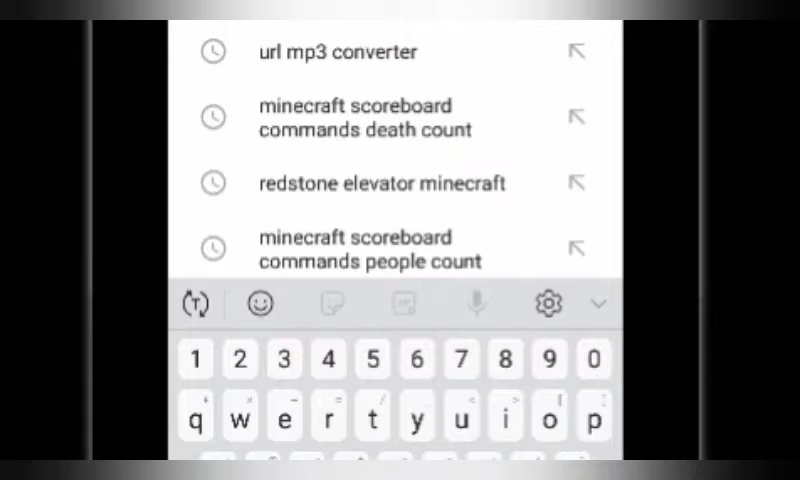 url mp3 converter
minecraft scoreboard
commands death count
redstone elevator minecraft
minecraft scoreboard
commands people count
1 2 3 4 5 6 7 8 9 0
q w e r t y u i o p